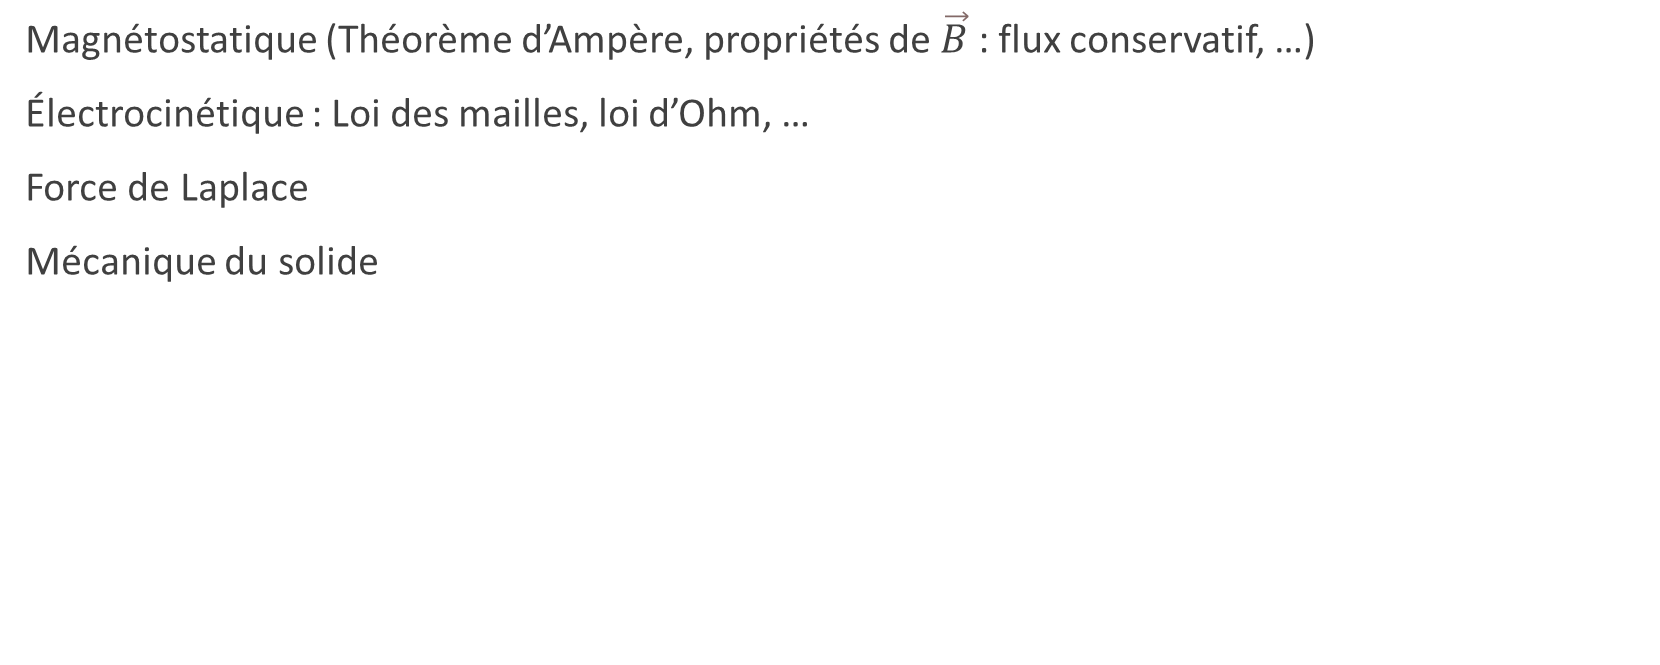 Magnétostatique (Théorème d’Ampère, propriétés de $\vec{B}$ : flux conservatif, …)
Électrocinétique : Loi des mailles, loi d’Ohm, …
Force de Laplace
Mécanique du solide